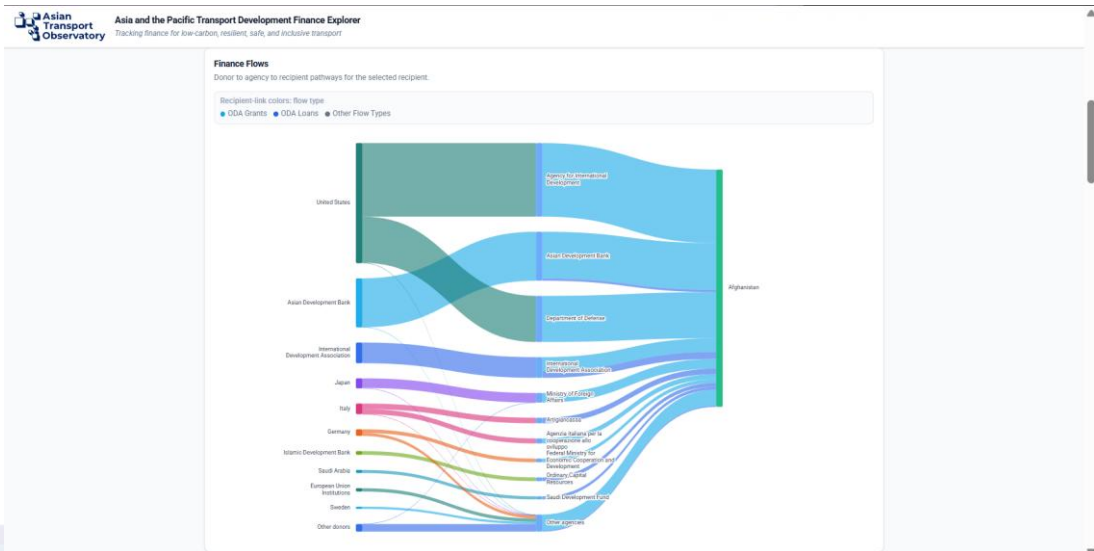 Asian
Transport
Observatory
Asia and the Pacific Transport Development Finance Explorer
Tracking finance for low-carbon, resilient, safe, and inclusive transport
Finance Flows
Donor to agency to recipient pathways for the selected recipient.
Recipient-link colors: flow type
ODA Grants
ODA Loans
Other Flow Types
United States
Asian Development Bank
International
Development Association
Japan
Italy
Germany
Islamic Development Bank
Saudi Arabia
European Union
Institutions
Sweden
Other donors
Agency for International
Development
Asian Development Bank
Department of Defense
International
Development Association
Ministry of Foreign
Affairs
Artigiancassa
Agenzia italiana per la
cooperazione allo
sviluppo
Federal Ministry for
Economic Cooperation and
Development
Ordinary Capital
Resources
Saudi Development Fund
Other agencies
Afghanistan